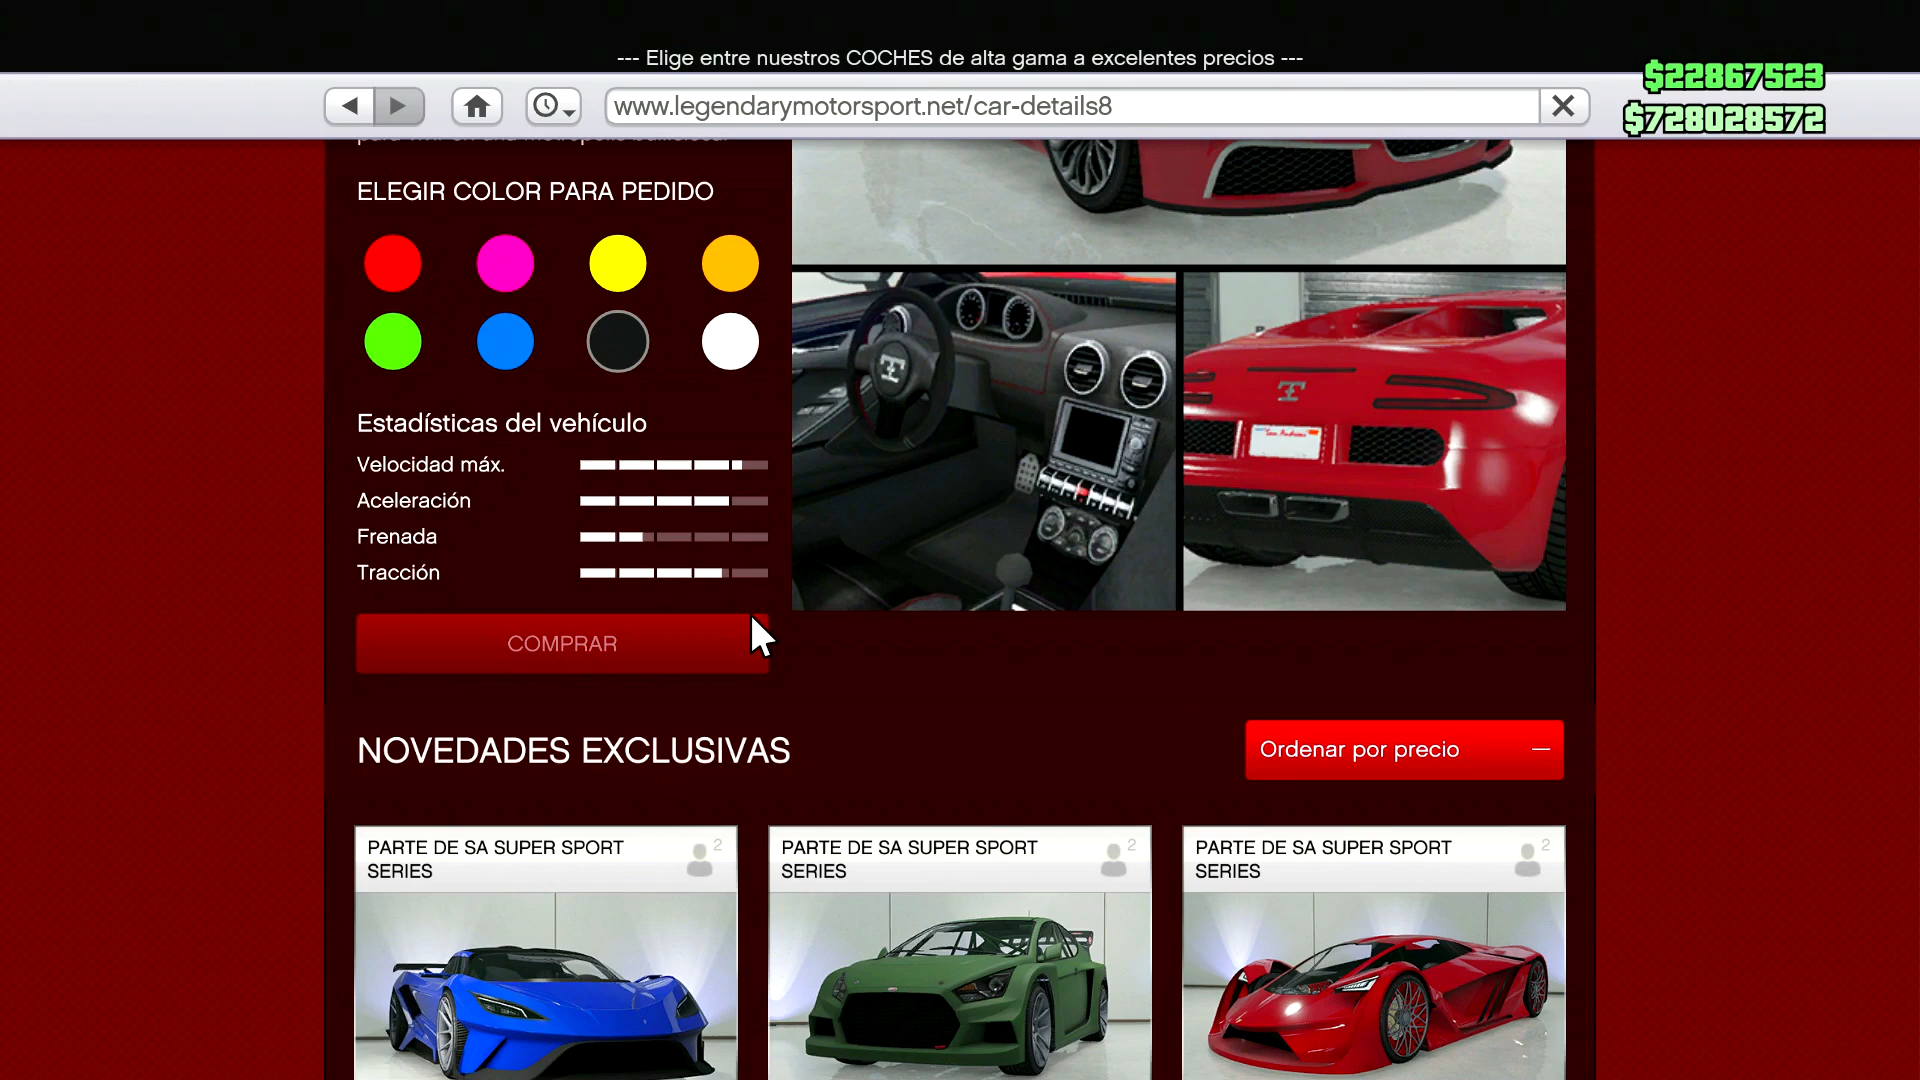 --- Elige entre nuestros COCHES de alta gama a excelentes precios ---
$22867523
www.legendarymotorsport.net/car-details8
$728028572
ELEGIR COLOR PARA PEDIDO
Estadísticas del vehículo
Velocidad máx.
Aceleración
Frenada
Tracción
COMPRAR
NOVEDADES EXCLUSIVAS
Ordenar por precio
PARTE DE SA SUPER SPORT
SERIES
2
PARTE DE SA SUPER SPORT
SERIES
2
PARTE DE SA SUPER SPORT
SERIES
2